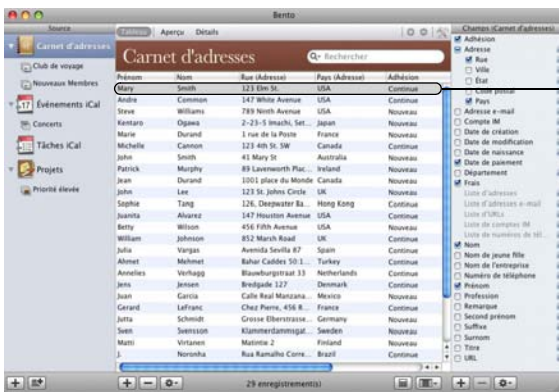 Bento
Source
Tableau Aperçu Détails
Champs (Carnet d'adresses)
Carnet d'adresses
Club de voyage
Nouveaux Membres
Événements iCal
Concerts
Tâches iCal
Projets
Priorité élevée
Carnet d'adresses
Rechercher
Prénom Nom Rue (Adresse) Pays (Adresse) Adhésion
Mary Smith 123 Elm St. USA Continue
Andre Common 147 White Avenue USA Continue
Steve Williams 789 Ninth Avenue USA Nouveau
Kentaro Ogawa 2-23-5 Imachi, Set... Japan Nouveau
Marie Durand 1 rue de la Poste France Nouveau
Michelle Cannon 123 4th St. SW Canada Continue
John Smith 41 Mary St Australia Nouveau
Patrick Murphy 89 Lavenworth Plac... Ireland Nouveau
Jean Durand 1001 place du Monde Canada Continue
John Lee 123 St. Johns Circle UK Nouveau
Sophie Tang 126, Deepwater Ba... Hong Kong Continue
Juanita Alvarez 147 Houston Avenue USA Continue
Betty Wilson 456 Fifth Avenue USA Nouveau
William Johnson 852 Marsh Road UK Continue
Julia Vargas Avenida Sevilla 87 Spain Continue
Ahmet Mehmet Bahar Caddes 50:1... Turkey Continue
Annelies Verhagg Blauwburgstraat 33 Netherlands Continue
Jens Jensen Bredgade 127 Denmark Continue
Juan Garcia Calle Real Manzana... Mexico Nouveau
Gerard LeFranc Chez Pierre, 456 R... France Continue
Jutta Schmidt Grosse Elberstrasse... Germany Continue
Sven Svensson Klammerdammsgat... Sweden Nouveau
Matti Virtanen Matintie 2 Finland Nouveau
J. Noronha Rua Ramalho Corre... Brazil Continue
29 enregistrement(s)
Adhésion
Adresse
Rue
Ville
État
Code postal
Pays
Adresse e-mail
Compte IM
Date de création
Date de modification
Date de naissance
Date de paiement
Département
Frais
Liste d'adresses
Liste d'adresses e-mail
Liste d'URLs
Liste de comptes IM
Liste de numéros de tél...
Nom
Nom de jeune fille
Nom de l'entreprise
Numéro de téléphone
Prénom
Profession
Remarque
Second prénom
Suffixe
Surnom
Titre
URL